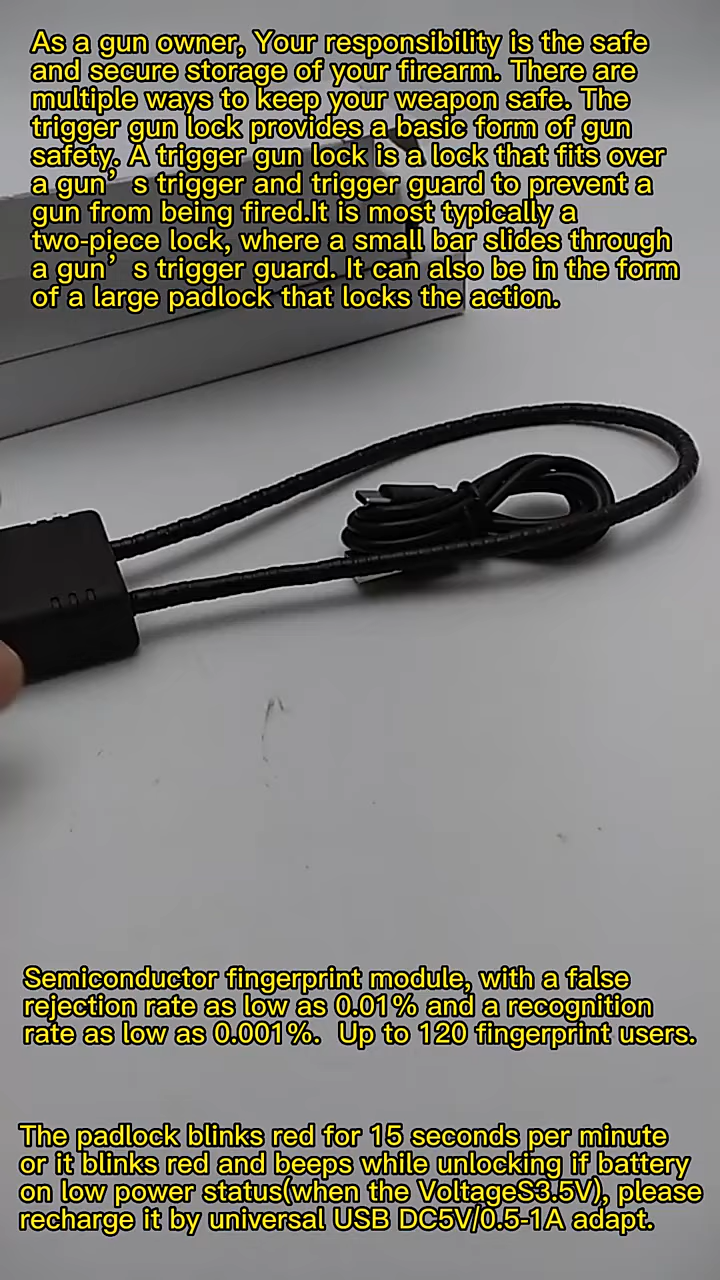 As a gun owner, Your responsibility is the safe
and secure storage of your firearm. There are
multiple ways to keep your weapon safe. The
trigger gun lock provides a basic form of gun
safety. A trigger gun lock is a lock that fits over
a gun’s trigger and trigger guard to prevent a
gun from being fired.It is most typically a
two-piece lock, where a small bar slides through
a gun’s trigger guard. It can also be in the form
of a large padlock that locks the action.
Semiconductor fingerprint module, with a false
rejection rate as low as 0.01% and a recognition
rate as low as 0.001%. Up to 120 fingerprint users.
The padlock blinks red for 15 seconds per minute
or it blinks red and beeps while unlocking if battery
on low power status(when the VoltageS3.5V), please
recharge it by universal USB DC5V/0.5-1A adapt.